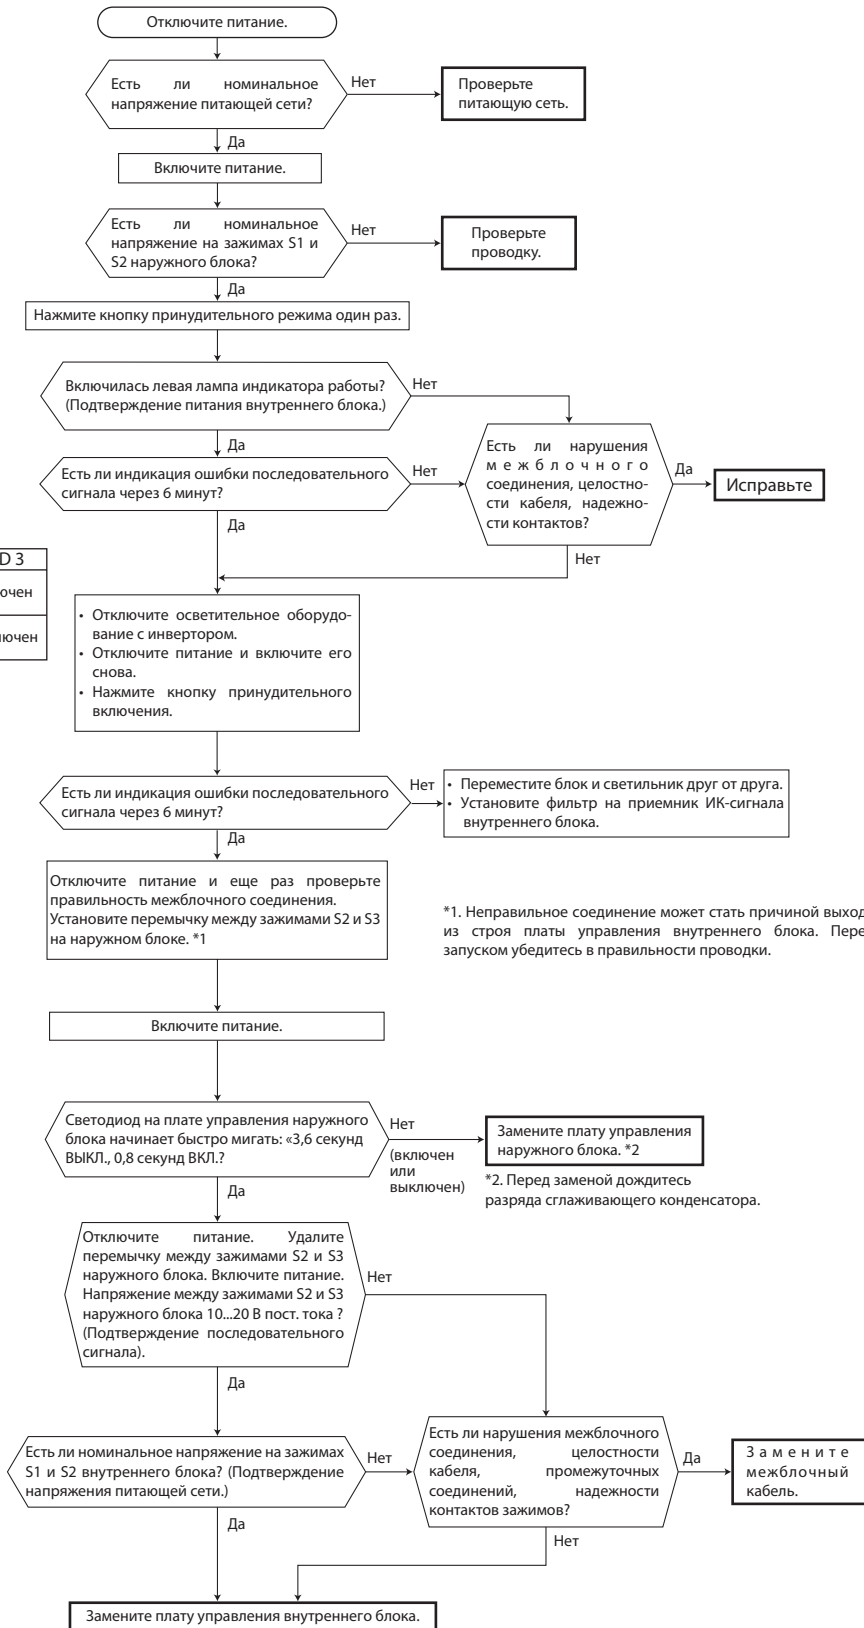 Отключите питание.
Есть ли номинальное
напряжение питающей сети?
Нет
Проверьте
питающую сеть.
Да
Включите питание.
Есть ли номинальное
напряжение на зажимах S1 и
S2 наружного блока?
Нет
Проверьте
проводку.
Да
Нажмите кнопку принудительного режима один раз.
Включилась левая лампа индикатора работы?
(Подтверждение питания внутреннего блока.)
Нет
Да
Есть ли индикация ошибки последовательного
сигнала через 6 минут?
Нет
Есть ли нарушения
межблочного
соединения, целостно-
сти кабеля, надежно-
сти контактов?
Да
Исправьте
Да
Нет
D 3
ючен
лючен
• Отключите осветительное оборудо-
вание с инвертором.
• Отключите питание и включите его
снова.
• Нажмите кнопку принудительного
включения.
Есть ли индикация ошибки последовательного
сигнала через 6 минут?
Нет
• Переместите блок и светильник друг от друга.
• Установите фильтр на приемник ИК-сигнала
внутреннего блока.
Да
Отключите питание и еще раз проверьте
правильность межблочного соединения.
Установите перемычку между зажимами S2 и S3
на наружном блоке. *1
*1. Неправильное соединение может стать причиной выход
из строя платы управления внутреннего блока. Пере
запуском убедитесь в правильности проводки.
Включите питание.
Светодиод на плате управления наружного
блока начинает быстро мигать: «3,6 секунд
ВЫКЛ., 0,8 секунд ВКЛ.?
Нет
(включен
или
выключен)
Замените плату управления
наружного блока. *2
*2. Перед заменой дождитесь
разряда сглаживающего конденсатора.
Да
Отключите питание. Удалите
перемычку между зажимами S2 и S3
наружного блока. Включите питание.
Напряжение между зажимами S2 и S3
наружного блока 10...20 В пост. тока ?
(Подтверждение последовательного
сигнала).
Нет
Да
Есть ли номинальное напряжение на зажимах
S1 и S2 внутреннего блока? (Подтверждение
напряжения питающей сети.)
Нет
Есть ли нарушения межблочного
соединения, целостности
кабеля, промежуточных
соединений, надежности
контактов зажимов?
Да
Замените
межблочный
кабель.
Да
Нет
Замените плату управления внутреннего блока.